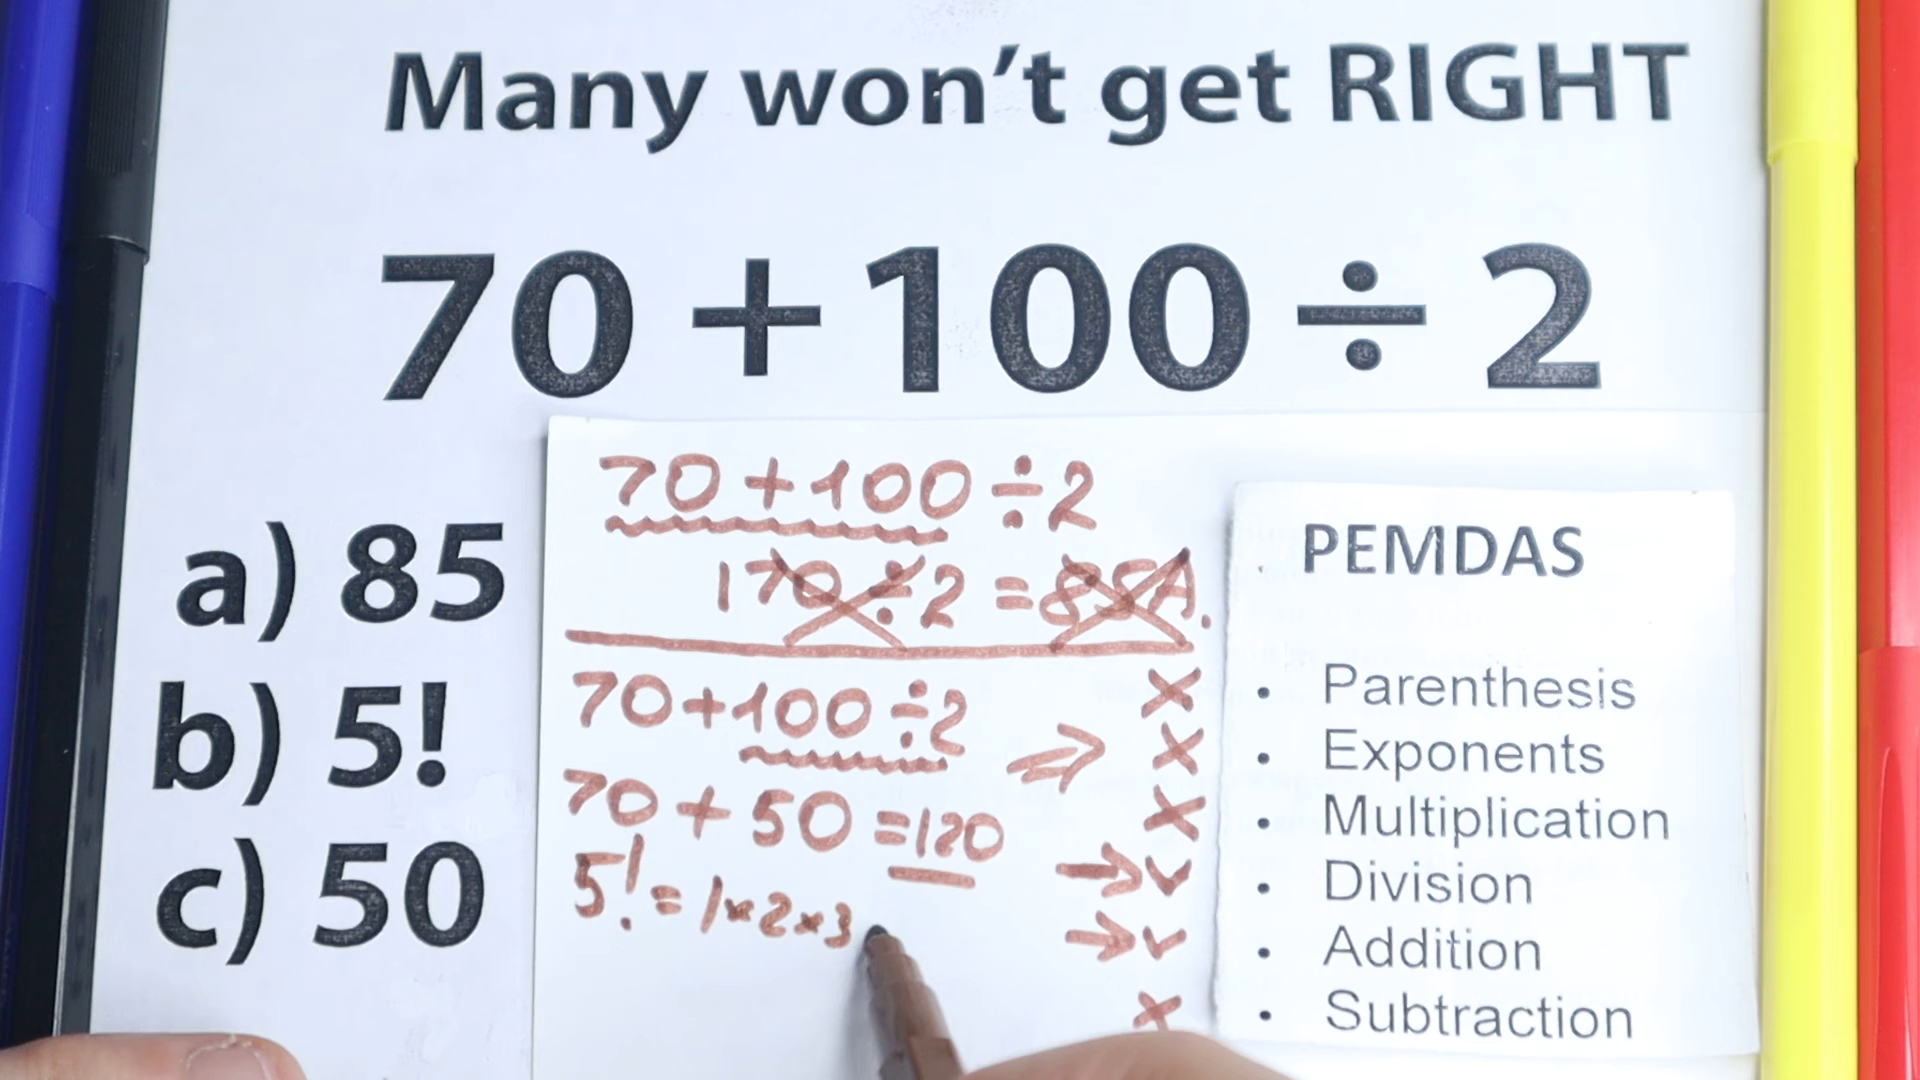 Many won't get RIGHT
70 + 100 ÷ 2
a) 85
b) 5!
c) 50
70 + 100 ÷ 2
170 ÷ 2 = 85 A.
70 + 100 ÷ 2
70 + 50 = 120
5! = 1×2×3
PEMDAS
• Parenthesis
• Exponents
• Multiplication
• Division
• Addition
• Subtraction